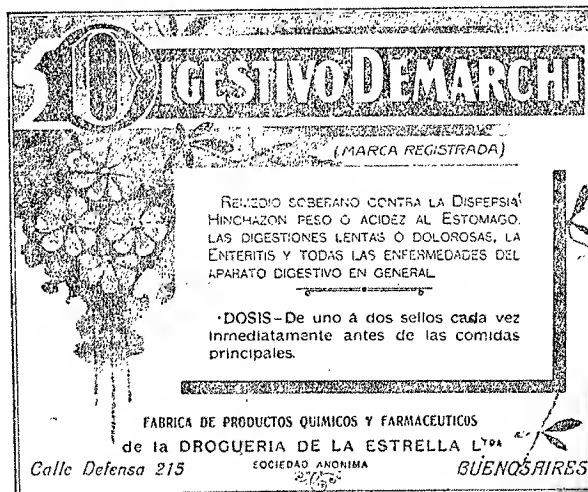 DIGESTIVO DEMARCHI
(MARCA REGISTRADA)
REMEDIO SOBERANO CONTRA LA DISPEPSIA
HINCHAZON PESO Ó ACIDEZ AL ESTOMAGO.
LAS DIGESTIONES LENTAS Ó DOLOROSAS, LA
ENTERITIS Y TODAS LAS ENFERMEDADES DEL
APARATO DIGESTIVO EN GENERAL
·DOSIS–De uno á dos sellos cada vez
inmediatamente antes de las comidas
principales.
FABRICA DE PRODUCTOS QUIMICOS Y FARMACEUTICOS
de la DROGUERIA DE LA ESTRELLA LTDA
SOCIEDAD ANONIMA
Calle Defensa 215
BUENOS AIRES